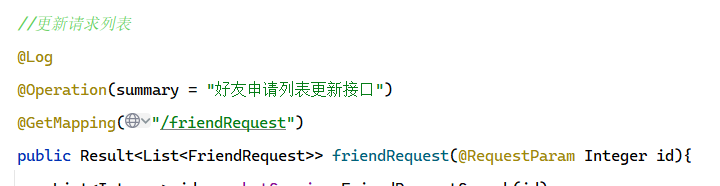 //更新请求列表
@Log
@Operation(summary = "好友申请列表更新接口")
@GetMapping("/friendRequest")
public Result<List<FriendRequest>> friendRequest(@RequestParam Integer id){